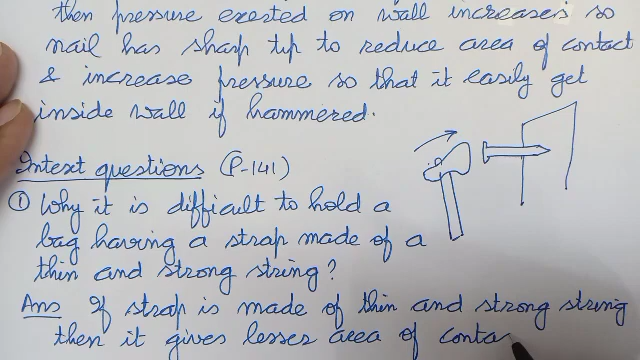 then pressure exerted on wall increases so
nail has sharp tip to reduce area of contact
& increase pressure so that it easily get
inside wall if hammered.
Intext questions (P-141)
① Why it is difficult to hold a
bag having a strap made of a
thin and strong string?
Ans If strap is made of thin and strong string
then it gives lesser area of conta